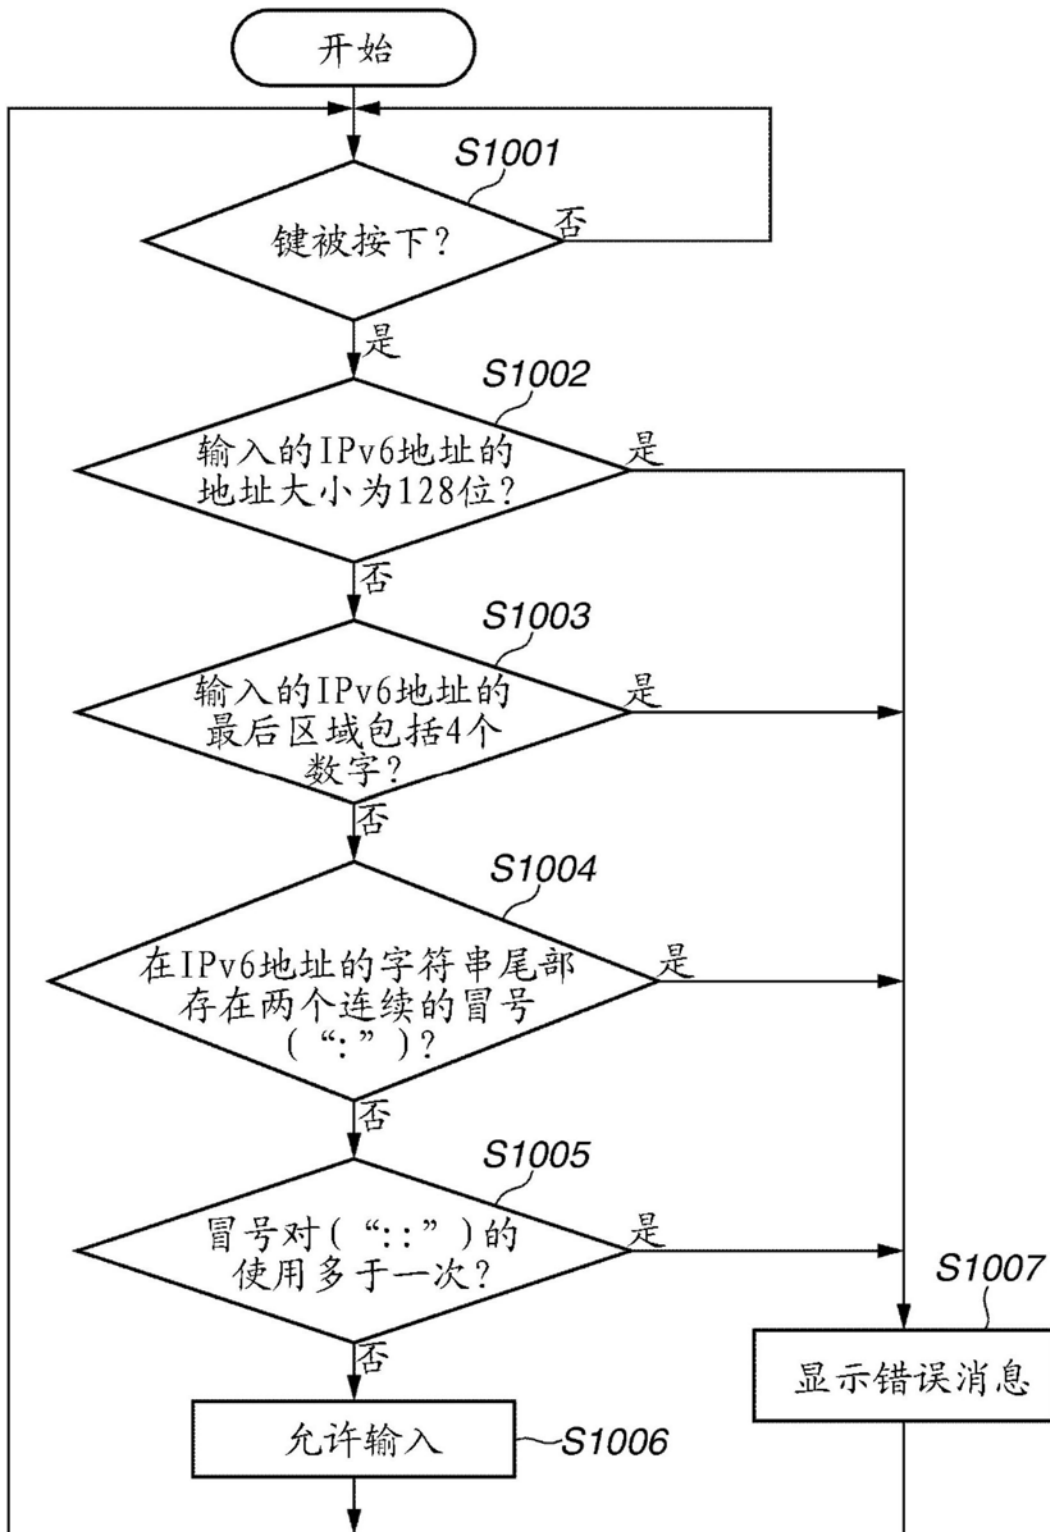 开始
S1001
键被按下？
否
是
S1002
输入的IPv6地址的
地址大小为128位？
是
否
S1003
输入的IPv6地址的
最后区域包括4个
数字？
是
否
S1004
在IPv6地址的字符串尾部
存在两个连续的冒号
(“:”)？
是
否
S1005
冒号对(“::”)的
使用多于一次？
是
S1007
否
显示错误消息
允许输入
S1006